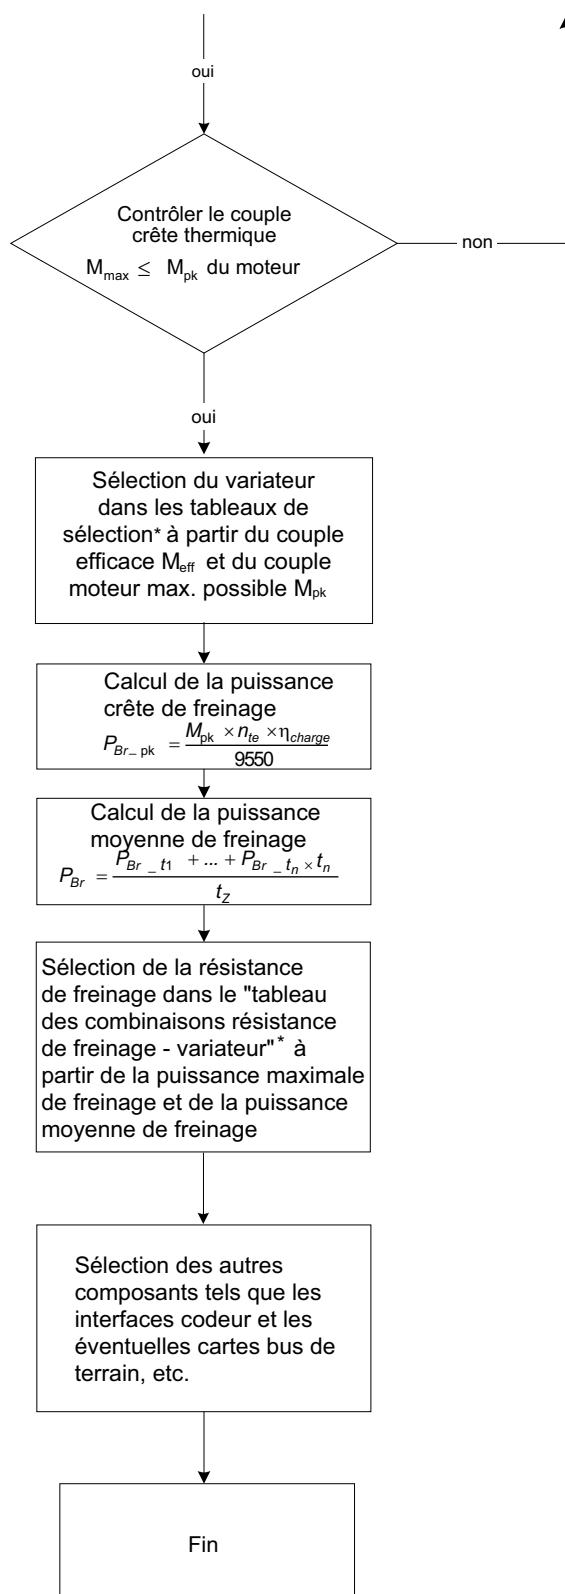 oui
Contrôler le couple
crête thermique
M_max ≤ M_pk du moteur
non
oui
Sélection du variateur
dans les tableaux de
sélection* à partir du couple
efficace M_eff et du couple
moteur max. possible M_pk
Calcul de la puissance
crête de freinage
P_Br_pk = M_pk × n_te × η_charge / 9550
Calcul de la puissance
moyenne de freinage
P_Br = P_Br_t1 + ... + P_Br_tn × t_n / t_Z
Sélection de la résistance
de freinage dans le "tableau
des combinaisons résistance
de freinage - variateur"* à
partir de la puissance maximale
de freinage et de la puissance
moyenne de freinage
Sélection des autres
composants tels que les
interfaces codeur et les
éventuelles cartes bus de
terrain, etc.
Fin